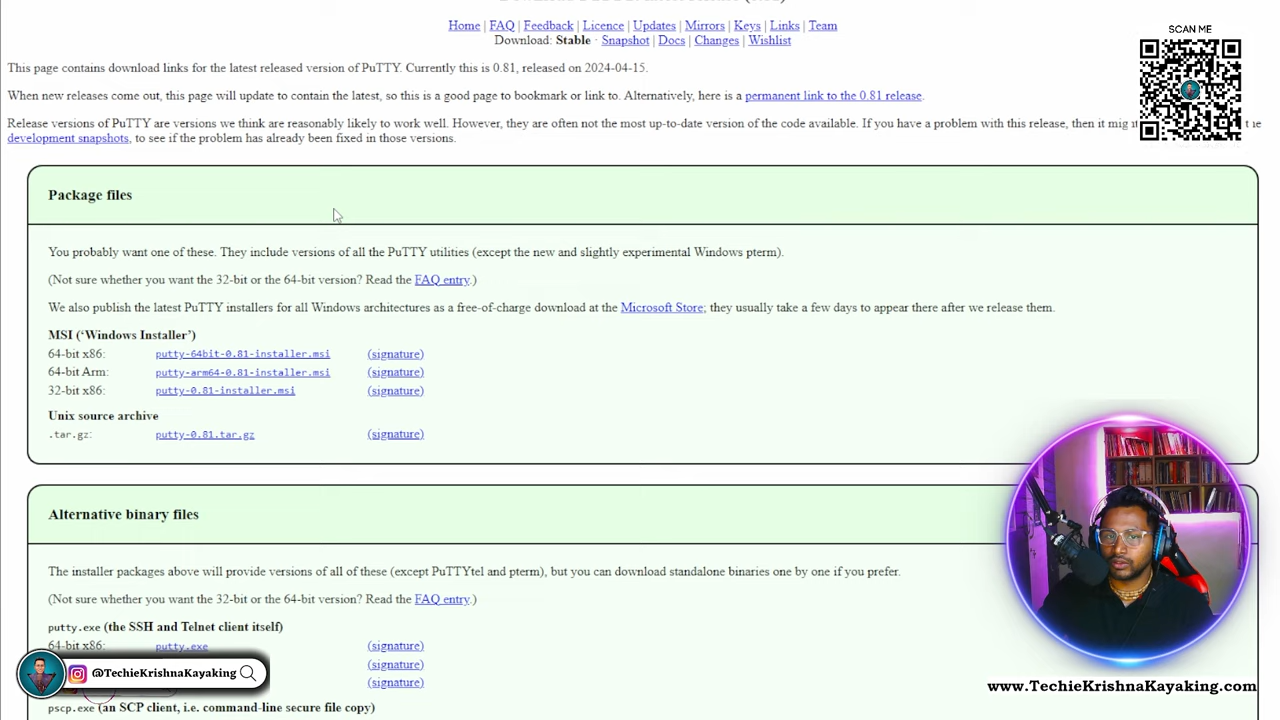 Home | FAQ | Feedback | Licence | Updates | Mirrors | Keys | Links | Team
Download: Stable · Snapshot | Docs | Changes | Wishlist
SCAN ME
This page contains download links for the latest released version of PuTTY. Currently this is 0.81, released on 2024-04-15.
When new releases come out, this page will update to contain the latest, so this is a good page to bookmark or link to. Alternatively, here is a permanent link to the 0.81 release.
Release versions of PuTTY are versions we think are reasonably likely to work well. However, they are often not the most up-to-date version of the code available. If you have a problem with this release, then it
development snapshots, to see if the problem has already been fixed in those versions.
Package files
You probably want one of these. They include versions of all the PuTTY utilities (except the new and slightly experimental Windows pterm).
(Not sure whether you want the 32-bit or the 64-bit version? Read the FAQ entry.)
We also publish the latest PuTTY installers for all Windows architectures as a free-of-charge download at the Microsoft Store; they usually take a few days to appear there after we release them.
MSI (‘Windows Installer’)
64-bit x86: putty-64bit-0.81-installer.msi (signature)
64-bit Arm: putty-arm64-0.81-installer.msi (signature)
32-bit x86: putty-0.81-installer.msi (signature)
Unix source archive
.tar.gz: putty-0.81.tar.gz (signature)
Alternative binary files
The installer packages above will provide versions of all of these (except PuTTYtel and pterm), but you can download standalone binaries one by one if you prefer.
(Not sure whether you want the 32-bit or the 64-bit version? Read the FAQ entry.)
putty.exe (the SSH and Telnet client itself)
64-bit x86: putty.exe (signature)
(signature)
(signature)
@TechieKrishnaKayaking
www.TechieKrishnaKayaking.com
pscp.exe (an SCP client, i.e. command-line secure file copy)